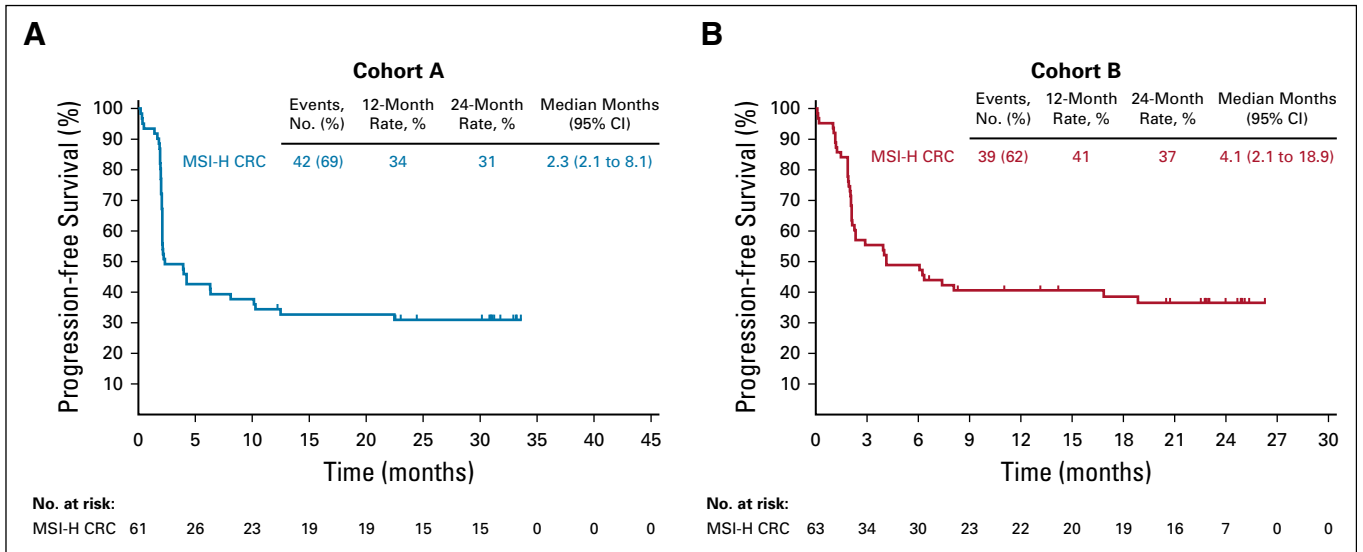 A
Cohort A
Events, No. (%)
12-Month Rate, %
24-Month Rate, %
Median Months (95% CI)
MSI-H CRC 42 (69) 34 31 2.3 (2.1 to 8.1)
Progression-free Survival (%)
100
90
80
70
60
50
40
30
20
10
0 5 10 15 20 25 30 35 40 45
Time (months)
No. at risk:
MSI-H CRC 61 26 23 19 19 15 15 0 0 0
B
Cohort B
Events, No. (%)
12-Month Rate, %
24-Month Rate, %
Median Months (95% CI)
MSI-H CRC 39 (62) 41 37 4.1 (2.1 to 18.9)
Progression-free Survival (%)
100
90
80
70
60
50
40
30
20
10
0 3 6 9 12 15 18 21 24 27 30
Time (months)
No. at risk:
MSI-H CRC 63 34 30 23 22 20 19 16 7 0 0